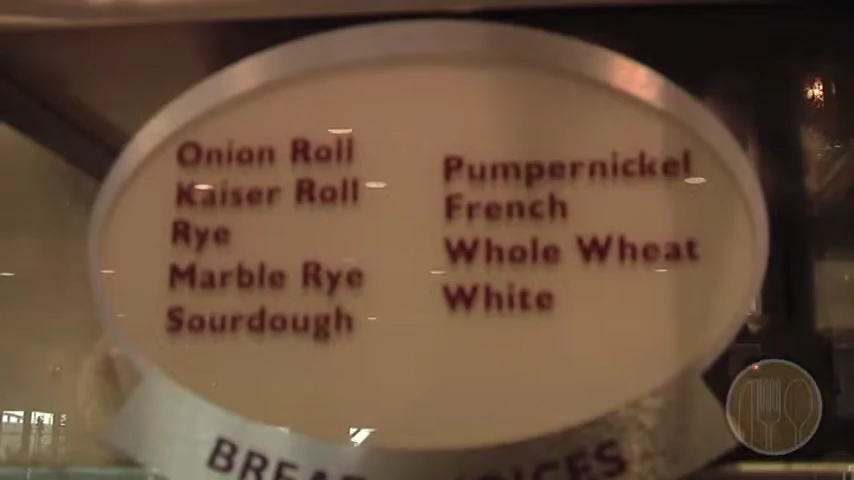 Onion Roll
Kaiser Roll
Rye
Marble Rye
Sourdough
Pumpernickel
French
Whole Wheat
White